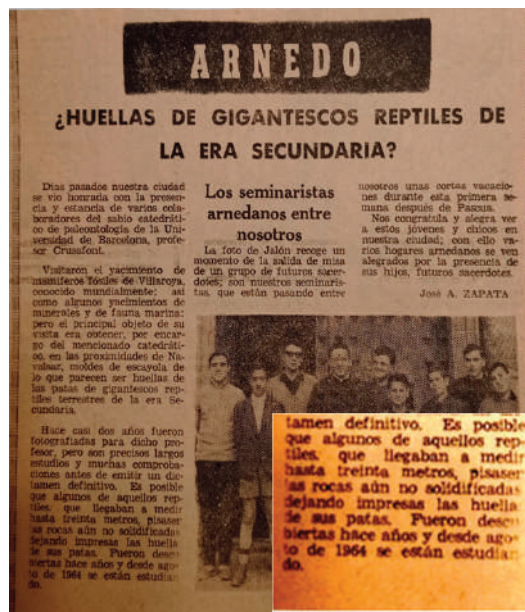 ARNEDO
¿HUELLAS DE GIGANTESCOS REPTILES DE
LA ERA SECUNDARIA?
Días pasados nuestra ciudad
se vio honrada con la presen-
cia y estancia de varios cola-
boradores del sabio catedráti-
co de paleontología de la Uni-
versidad de Barcelona, profe-
sor Crussfont.
Visitaron el yacimiento de
mamíferos fósiles de Villaroya,
conocido mundialmente; así
como algunos yacimientos de
minerales y de fauna marina;
pero el principal objeto de su
visita era obtener, por encar-
go del mencionado catedráti-
co, en las proximidades de Na-
valsaz, moldes de escayola de
lo que parecen ser huellas de
las patas de gigantescos rep-
tiles terrestres de la era Se-
cundaria.
Hace casi dos años fueron
fotografiadas para dicho pro-
fesor, pero son precisos largos
estudios y muchas comproba-
ciones antes de emitir un dic-
tamen definitivo. Es posible
que algunos de aquellos rep-
tiles, que llegaban a medir
hasta treinta metros, pisaser
las rocas aún no solidificadas
dejando impresas las huella
de sus patas. Fueron descu
biertas hace años y desde agos
to de 1964 se están estudian
do.
Los seminaristas
arnedanos entre
nosotros
La foto de Jalón recoge un
momento de la salida de misa
de un grupo de futuros sacer-
dotes; son nuestros seminaris-
tas, que están pasando entre
nosotros unas cortas vacacio-
nes durante esta primera se-
mana después de Pascua.
Nos congratula y alegra ver
a estos jóvenes y chicos en
nuestra ciudad; con ello va-
rios hogares arnedanos se ven
alegrados por la presencia de
sus hijos, futuros sacerdotes.
José A. ZAPATA
tamen definitivo. Es posible
que algunos de aquellos rep-
tiles, que llegaban a medir
hasta treinta metros, pisaser
las rocas aún no solidificadas
dejando impresas las huella
de sus patas. Fueron descu
biertas hace años y desde agos
to de 1964 se están estudian
do.